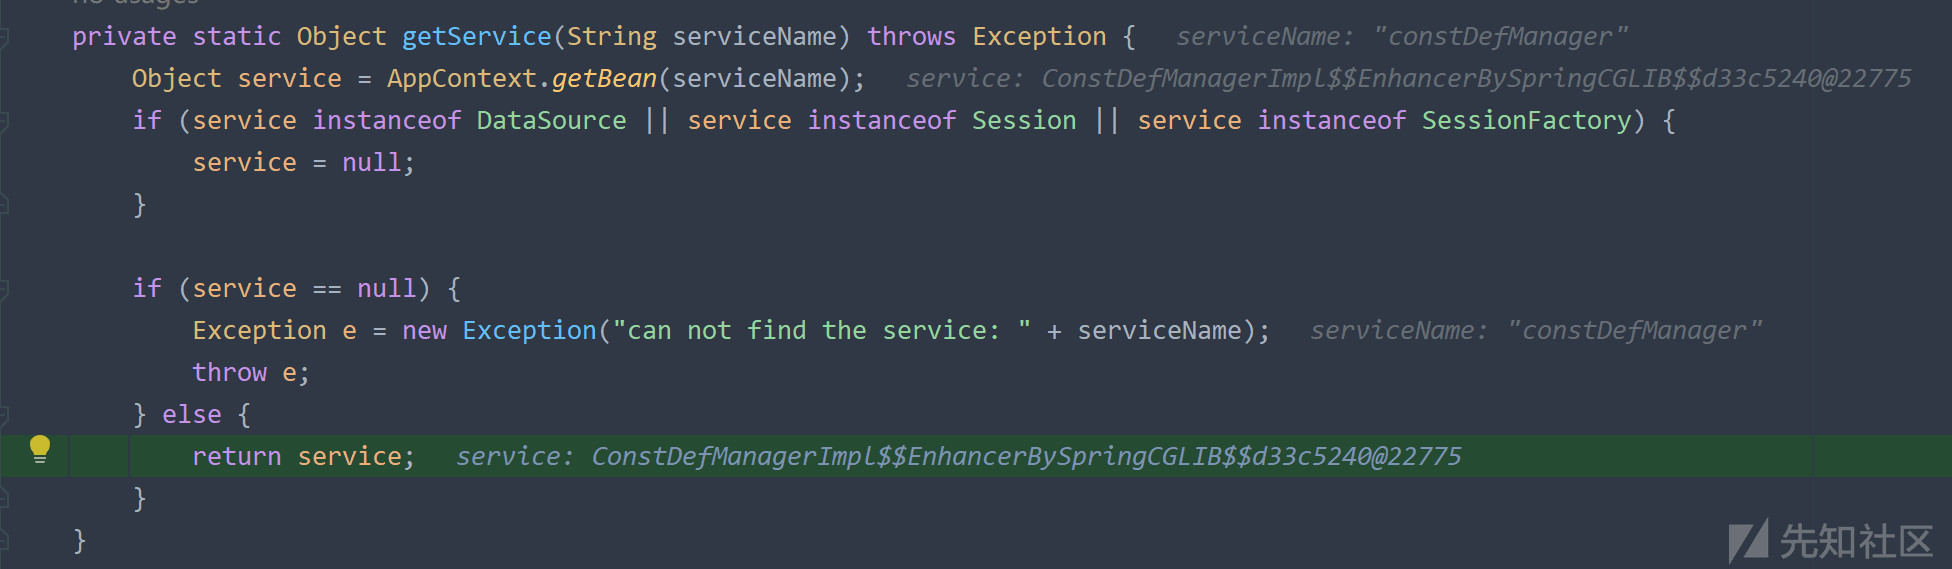 no usages
private static Object getService(String serviceName) throws Exception {   serviceName: "constDefManager"
Object service = AppContext.getBean(serviceName);   service: ConstDefManagerImpl$$EnhancerBySpringCGLIB$$d33c5240@22775
if (service instanceof DataSource || service instanceof Session || service instanceof SessionFactory) {
service = null;
}
if (service == null) {
Exception e = new Exception("can not find the service: " + serviceName);   serviceName: "constDefManager"
throw e;
} else {
return service;   service: ConstDefManagerImpl$$EnhancerBySpringCGLIB$$d33c5240@22775
}
}
先知社区